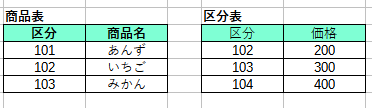 商品表 区分表
区分 商品名 区分 価格
101 あんず 102 200
102 いちご 103 300
103 みかん 104 400